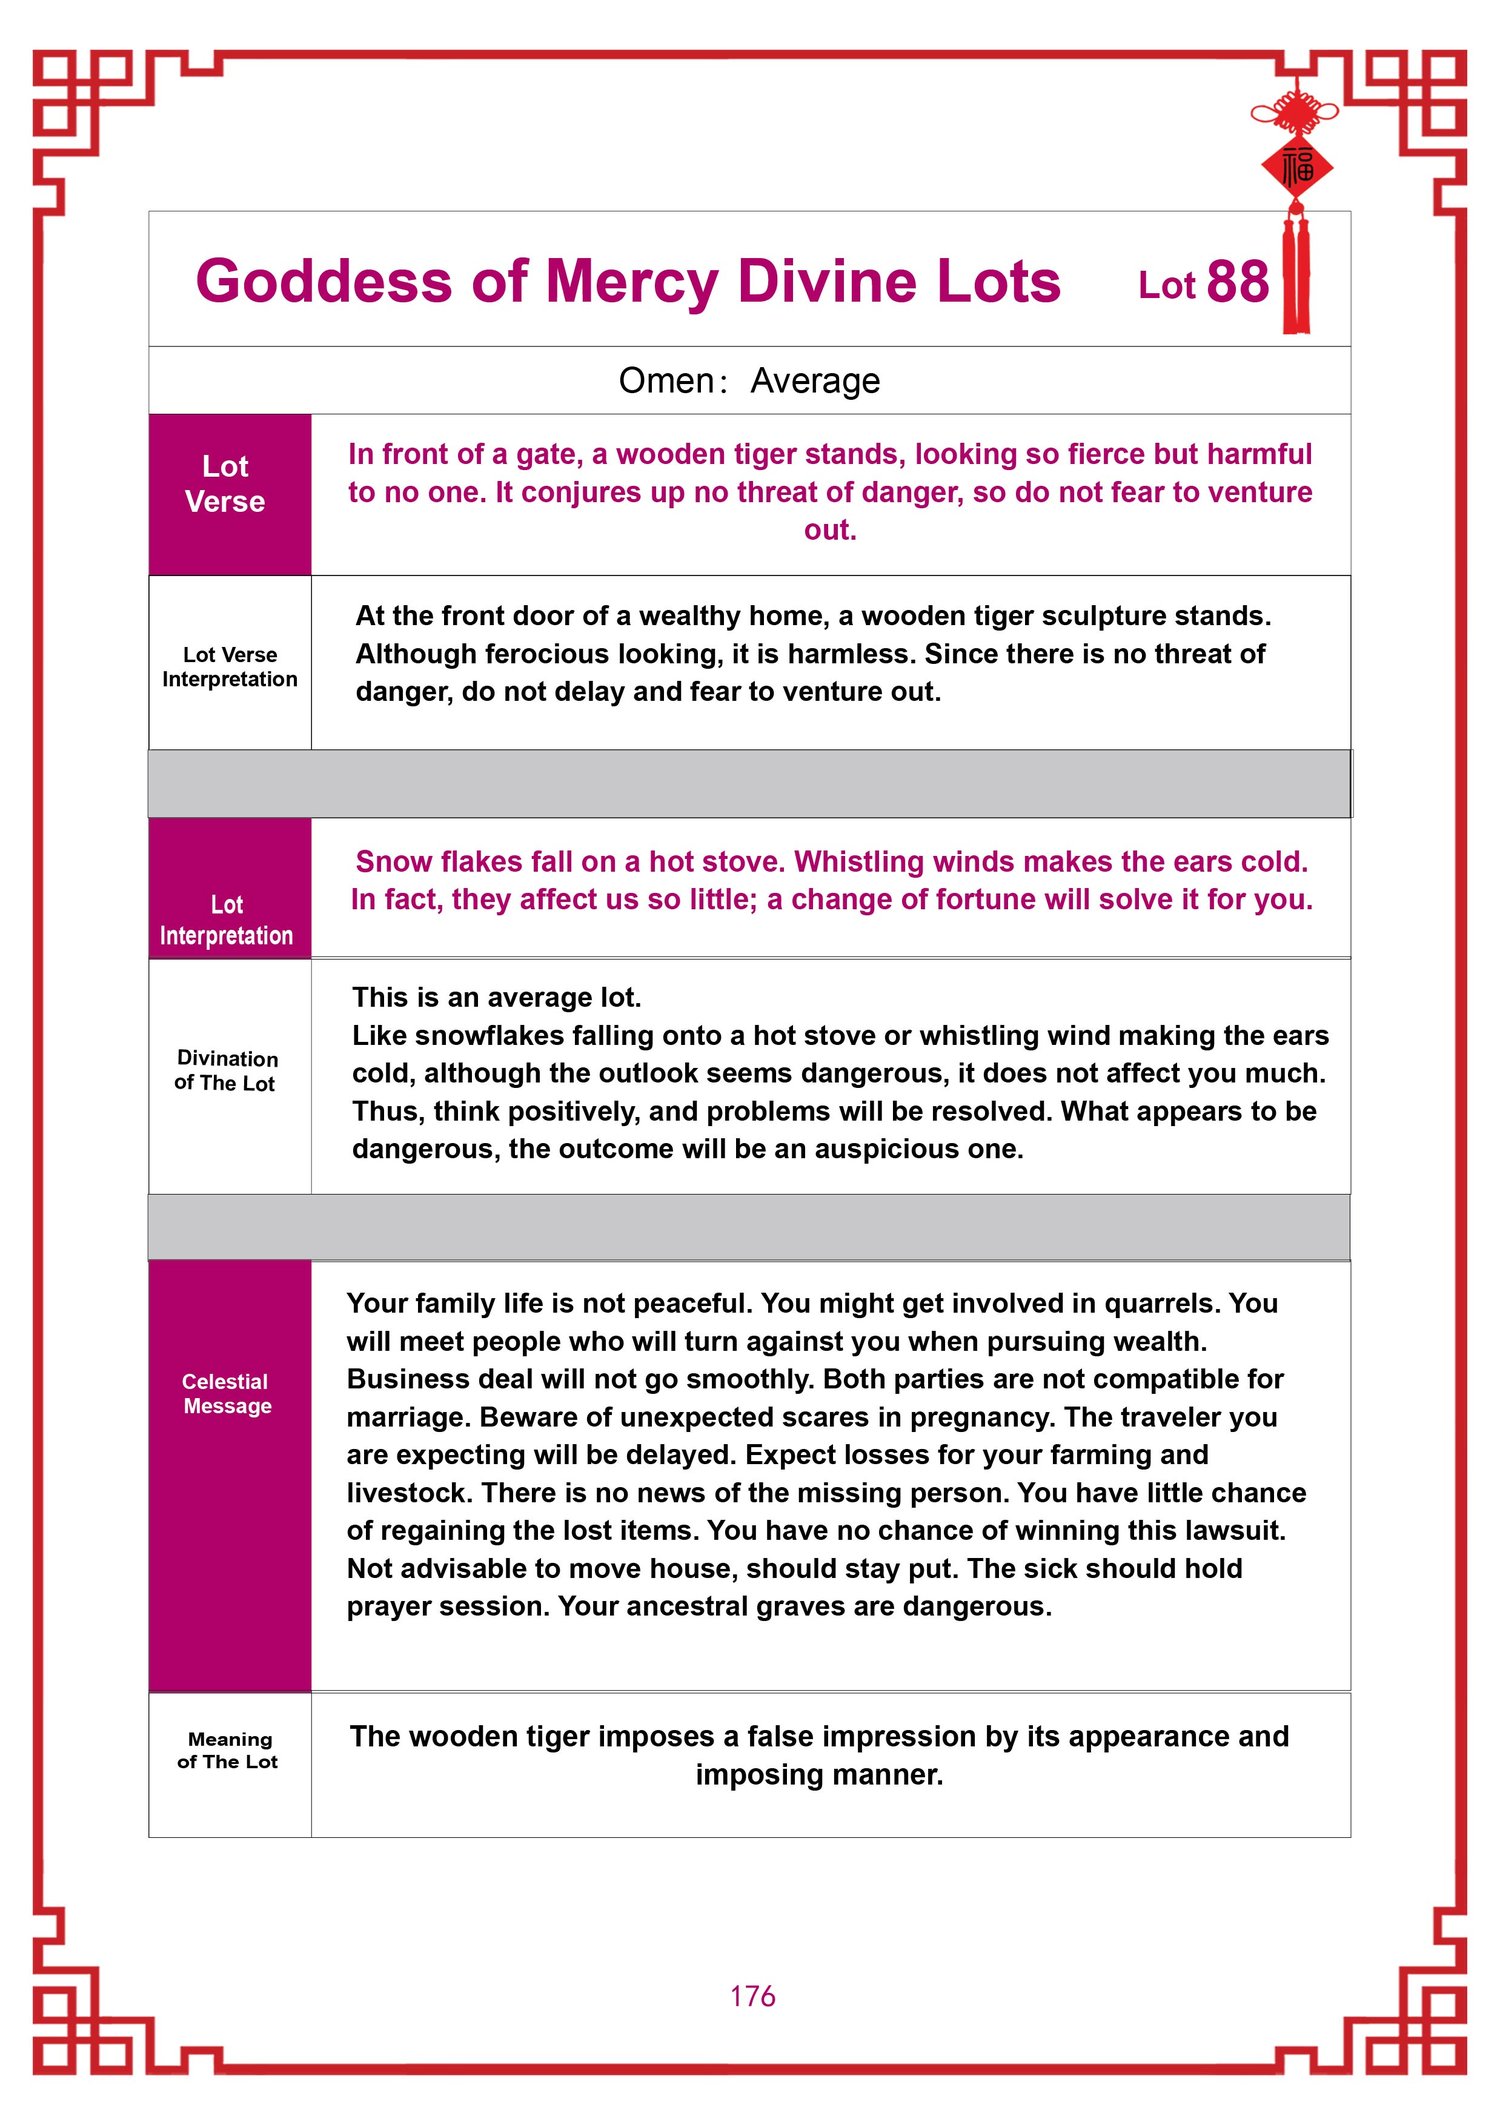 福
Goddess of Mercy Divine Lots Lot 88
Omen： Average
Lot
Verse
In front of a gate, a wooden tiger stands, looking so fierce but harmful
to no one. It conjures up no threat of danger, so do not fear to venture
out.
Lot Verse
Interpretation
At the front door of a wealthy home, a wooden tiger sculpture stands.
Although ferocious looking, it is harmless. Since there is no threat of
danger, do not delay and fear to venture out.
Lot
Interpretation
Snow flakes fall on a hot stove. Whistling winds makes the ears cold.
In fact, they affect us so little; a change of fortune will solve it for you.
Divination
of The Lot
This is an average lot.
Like snowflakes falling onto a hot stove or whistling wind making the ears
cold, although the outlook seems dangerous, it does not affect you much.
Thus, think positively, and problems will be resolved. What appears to be
dangerous, the outcome will be an auspicious one.
Celestial
Message
Your family life is not peaceful. You might get involved in quarrels. You
will meet people who will turn against you when pursuing wealth.
Business deal will not go smoothly. Both parties are not compatible for
marriage. Beware of unexpected scares in pregnancy. The traveler you
are expecting will be delayed. Expect losses for your farming and
livestock. There is no news of the missing person. You have little chance
of regaining the lost items. You have no chance of winning this lawsuit.
Not advisable to move house, should stay put. The sick should hold
prayer session. Your ancestral graves are dangerous.
Meaning
of The Lot
The wooden tiger imposes a false impression by its appearance and
imposing manner.
176